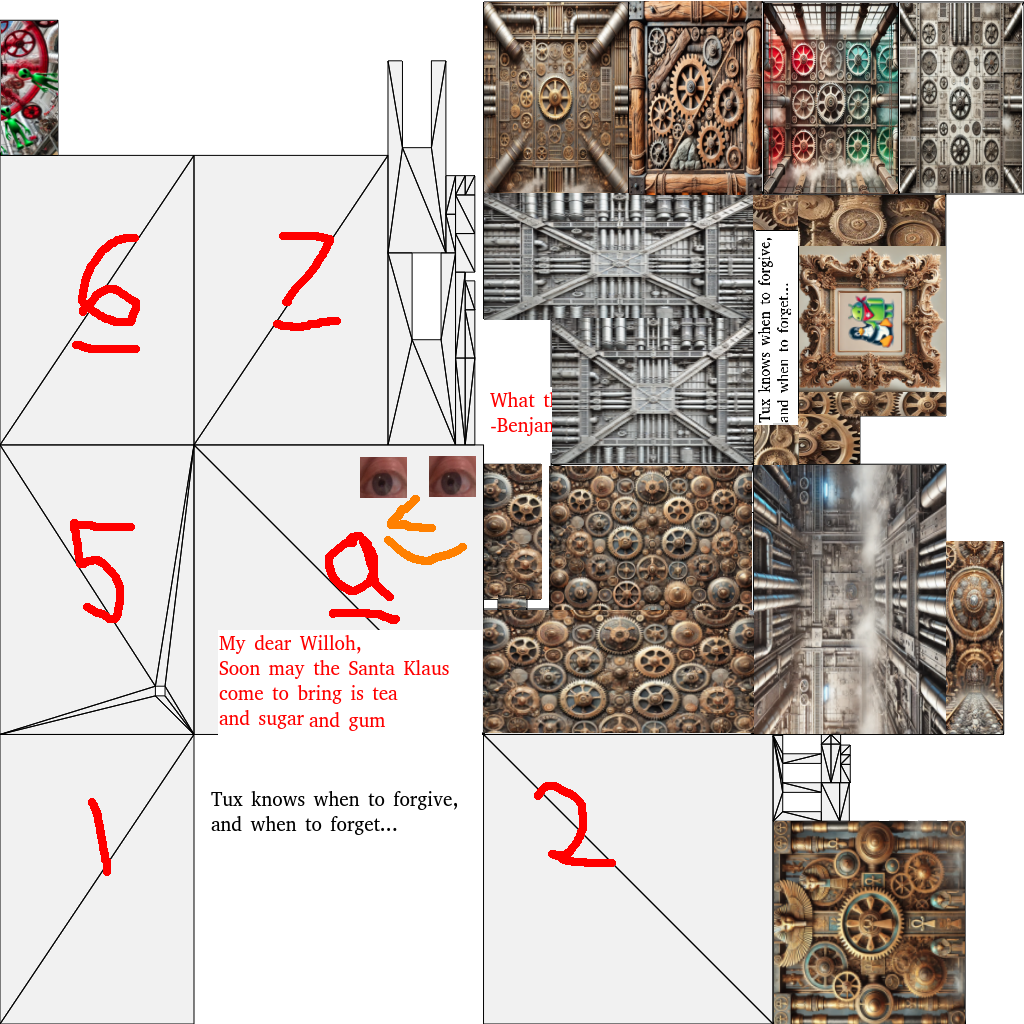 6
7
What
Tux knows when to forgive,
and when to forget...
5
9
My dear Willoh,
Soon may the Santa Klaus
come to bring is tea
and sugar and gum
1
Tux knows when to forgive,
and when to forget...
2